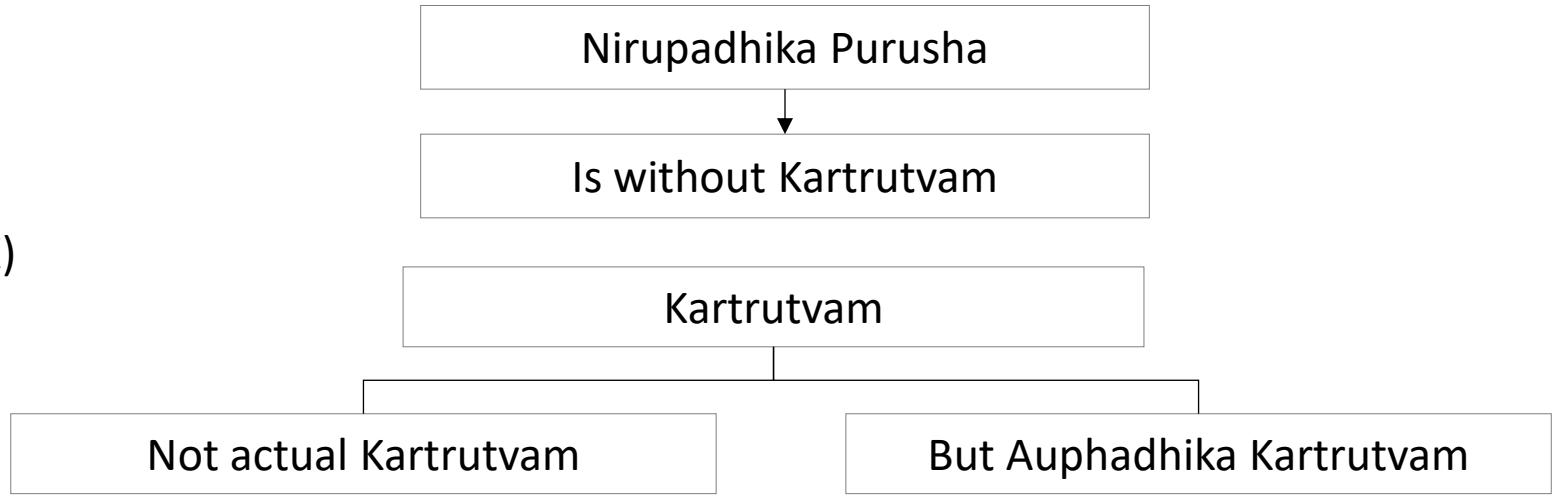 Nirupadhika Purusha
Is without Kartrutvam
)
Kartrutvam
Not actual Kartrutvam
But Auphadhika Kartrutvam